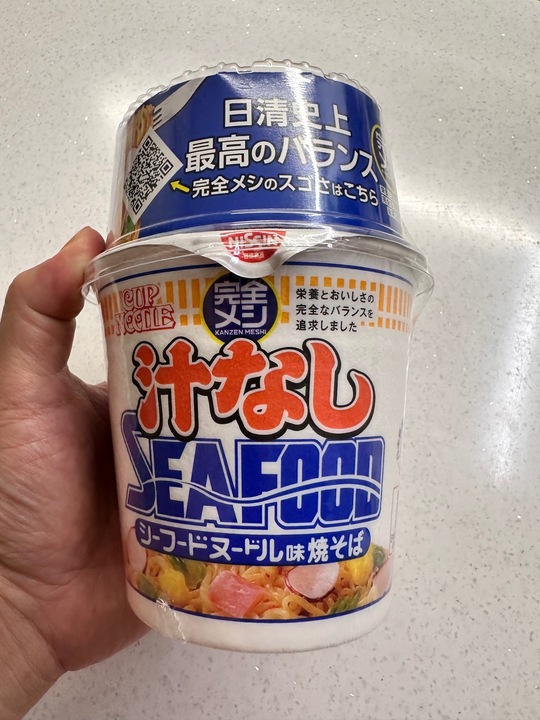 日清史上
最高のバランス
完全メシのスゴさはこちら
NISSIN
CUP
NOODLE
完全
メシ
KANZEN MESHI
栄養とおいしさの
完全なバランスを
追求しました
汁なし
SEAFOOD
シーフードヌードル味焼そば